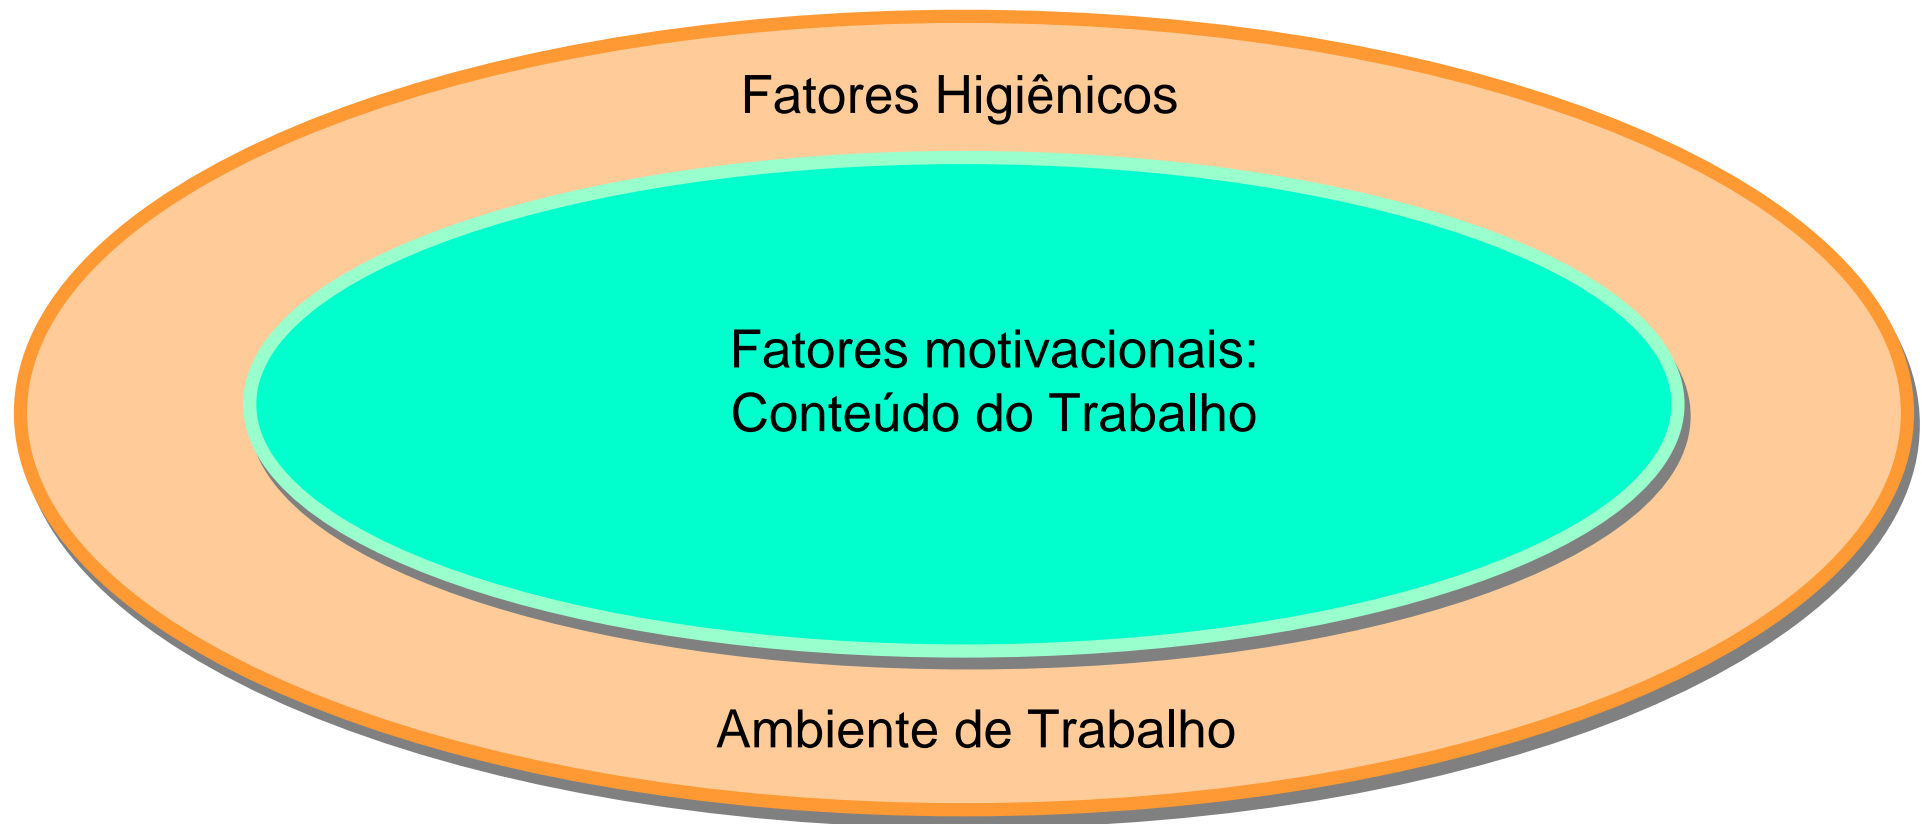 Fatores Higiênicos
Fatores motivacionais:
Conteúdo do Trabalho
Ambiente de Trabalho